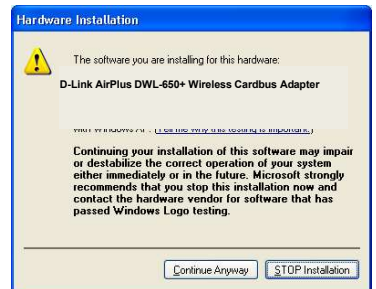 Hardware Installation
The software you are installing for this hardware:
D-Link AirPlus DWL-650+ Wireless Cardbus Adapter
with Windows XP. (Tell me why this testing is important.)
Continuing your installation of this software may impair
or destabilize the correct operation of your system
either immediately or in the future. Microsoft strongly
recommends that you stop this installation now and
contact the hardware vendor for software that has
passed Windows Logo testing.
Continue Anyway
STOP Installation